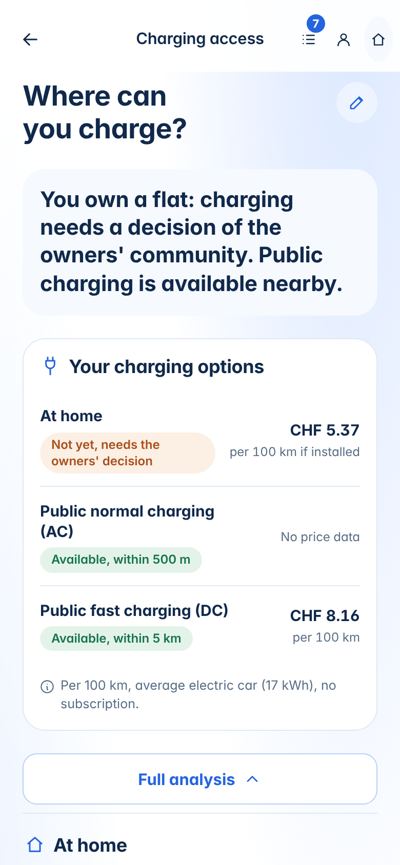 Charging access
7
Where can
you charge?
You own a flat: charging
needs a decision of the
owners' community. Public
charging is available nearby.
Your charging options
At home
Not yet, needs the
owners' decision
CHF 5.37
per 100 km if installed
Public normal charging
(AC)
Available, within 500 m
No price data
Public fast charging (DC)
Available, within 5 km
CHF 8.16
per 100 km
Per 100 km, average electric car (17 kWh), no
subscription.
Full analysis
At home